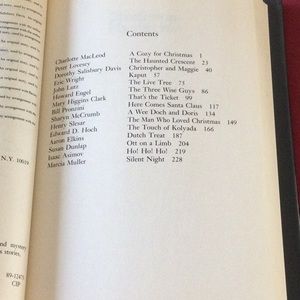 Contents
Charlotte MacLeod A Cozy for Christmas 1
Peter Lovesey The Haunted Crescent 23
Dorothy Salisbury Davis Christopher and Maggie 40
Eric Wright Kaput 57
John Lutz The Live Tree 75
Howard Engel The Three Wise Guys 86
Mary Higgins Clark That's the Ticket 99
Bill Pronzini Here Comes Santa Claus 117
Sharyn McCrumb A Wee Doch and Doris 134
Henry Slesar The Man Who Loved Christmas 149
Edward D. Hoch The Touch of Kolyada 166
Aaron Elkins Dutch Treat 187
Susan Dunlap Ott on a Limb 204
Isaac Asimov Ho! Ho! Ho! 219
Marcia Muller Silent Night 228
N.Y. 10019
and mystery
s stories.
CIP